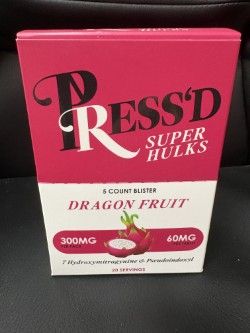 PRESS'D
SUPER
HULKS
5 COUNT BLISTER
DRAGON FRUIT
300MG
60MG
7 Hydroxymitragynine & Pseudoindoxyl
20 SERVINGS